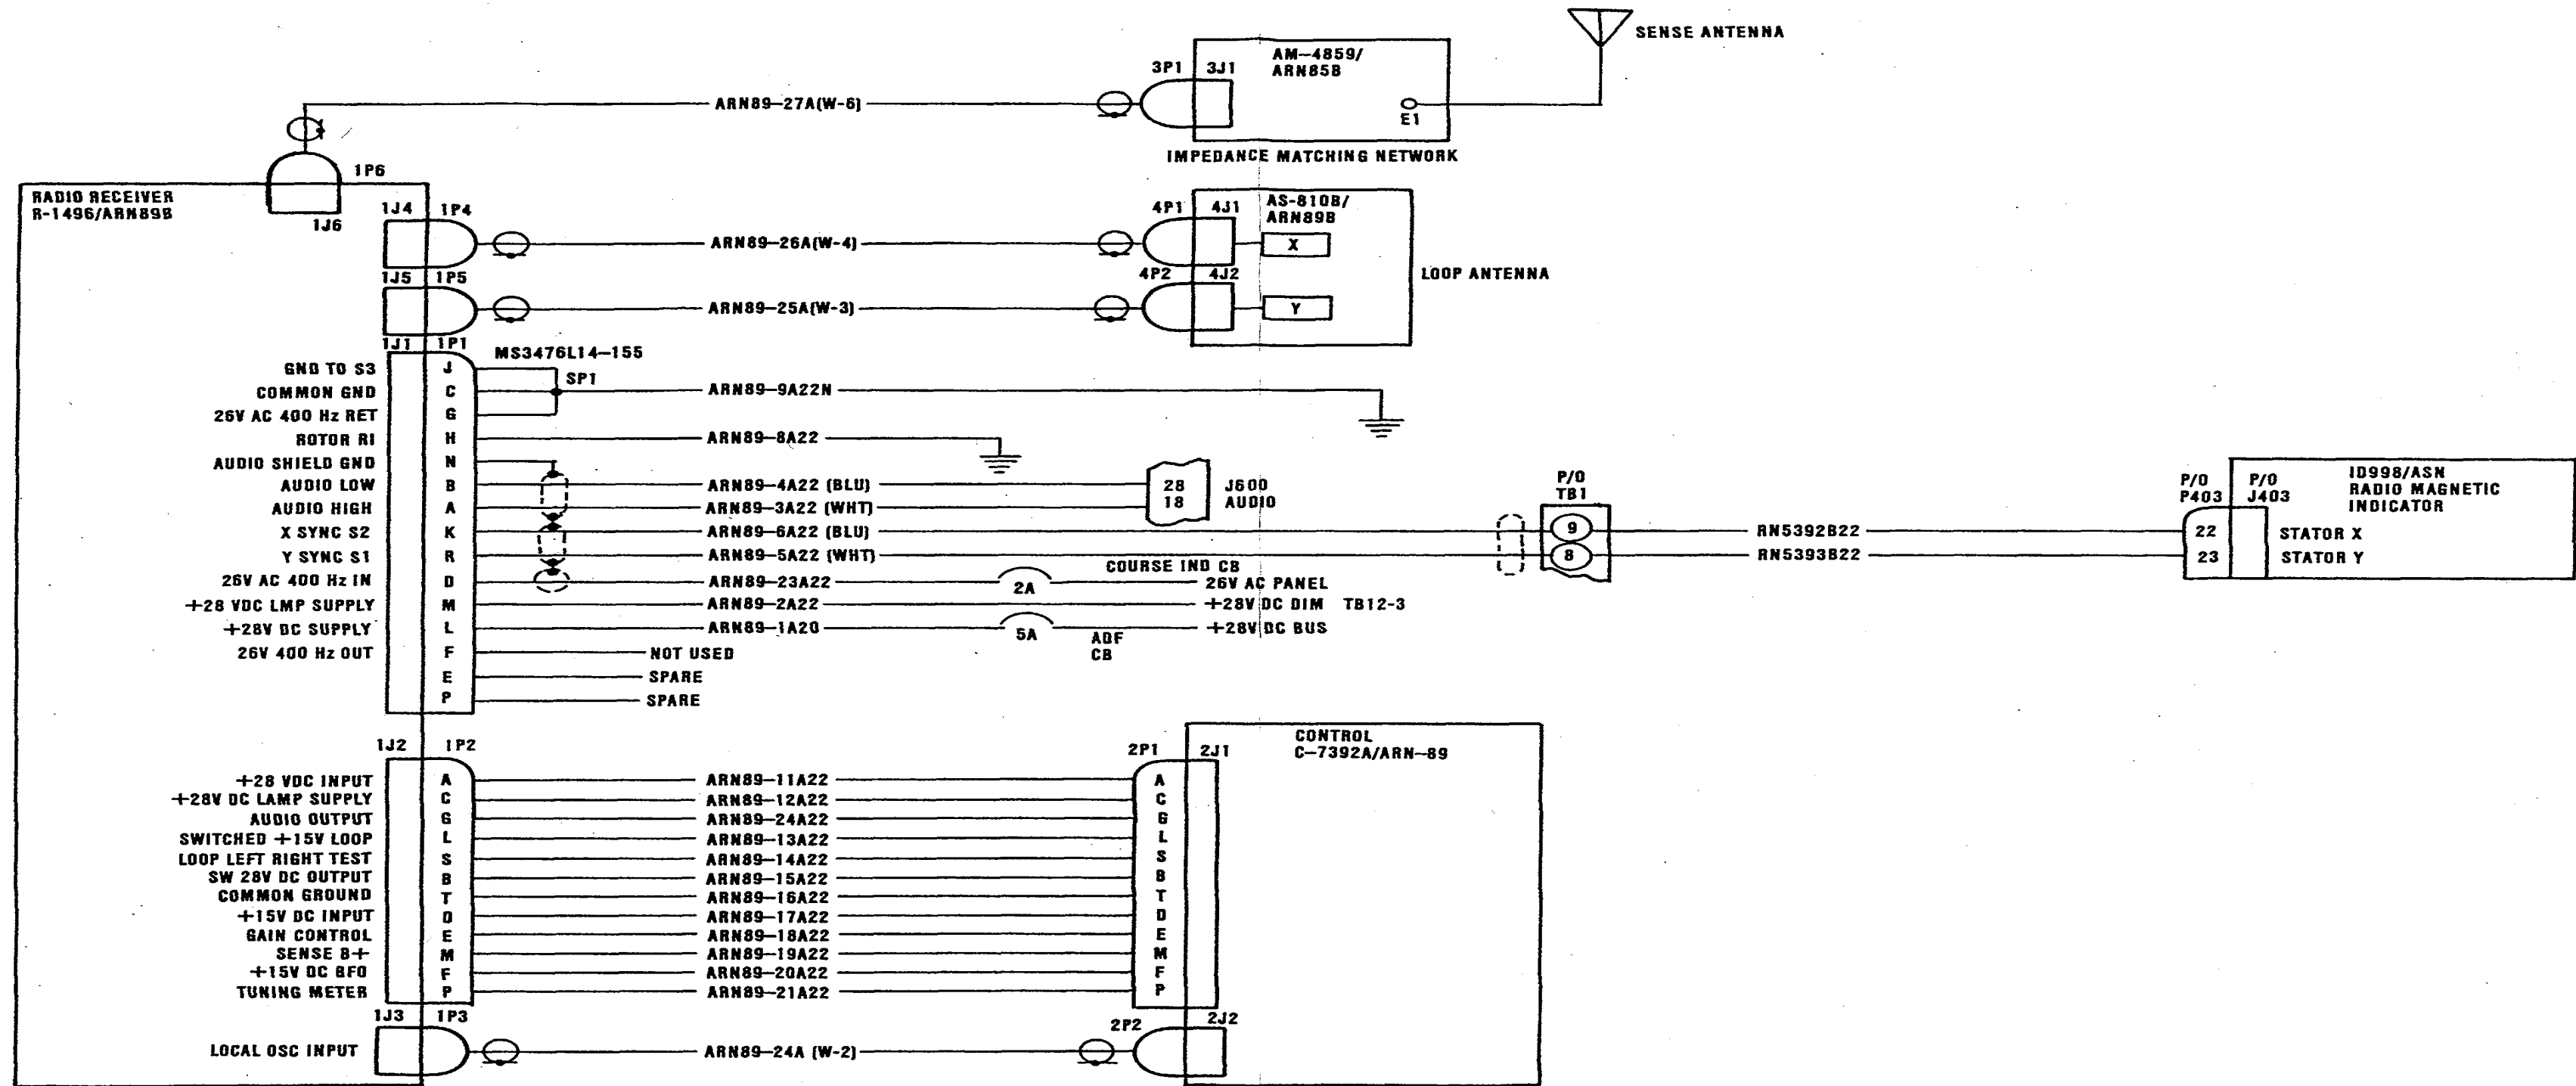 SENSE ANTENNA
AM-4859/
ARN85B
3P1 3J1
ARN89-27A(W-6)
E1
IMPEDANCE MATCHING NETWORK
1P6
RADIO RECEIVER
R-1496/ARN89B
1J6
1J4 1P4
4P1 4J1
AS-810B/
ARN89B
ARN89-26A(W-4)
X
LOOP ANTENNA
1J5 1P5
4P2 4J2
ARN89-25A(W-3)
Y
1J1 1P1
MS3476L14-155
GND TO S3 J
SP1
COMMON GND C ARN89-9A22N
26V AC 400 Hz RET G
ROTOR RI H ARN89-8A22
AUDIO SHIELD GND N
AUDIO LOW B ARN89-4A22 (BLU) 28
J600
AUDIO
AUDIO HIGH A ARN89-3A22 (WHT) 18
P/O
TB1
P/O
P403
P/O
J403
ID998/ASN
RADIO MAGNETIC
INDICATOR
X SYNC S2 K ARN89-6A22 (BLU) 9 RN5392B22 22 STATOR X
Y SYNC S1 R ARN89-5A22 (WHT) 8 RN5393B22 23 STATOR Y
COURSE IND CB
26V AC 400 Hz IN D ARN89-23A22 2A 26V AC PANEL
+28 VDC LMP SUPPLY M ARN89-2A22 +28V DC DIM TB12-3
+28V DC SUPPLY L ARN89-1A20 5A ADF
CB
+28V DC BUS
26V 400 Hz OUT F NOT USED
E SPARE
P SPARE
CONTROL
C-7392A/ARN-89
1J2 1P2 2P1 2J1
+28 VDC INPUT A ARN89-11A22 A
+28V DC LAMP SUPPLY C ARN89-12A22 C
AUDIO OUTPUT G ARN89-24A22 G
SWITCHED +15V LOOP L ARN89-13A22 L
LOOP LEFT RIGHT TEST S ARN89-14A22 S
SW 28V DC OUTPUT B ARN89-15A22 B
COMMON GROUND T ARN89-16A22 T
+15V DC INPUT D ARN89-17A22 D
GAIN CONTROL E ARN89-18A22 E
SENSE B+ M ARN89-19A22 M
+15V DC BFO F ARN89-20A22 F
TUNING METER P ARN89-21A22 P
1J3 1P3 2P2 2J2
LOCAL OSC INPUT ARN89-24A (W-2)